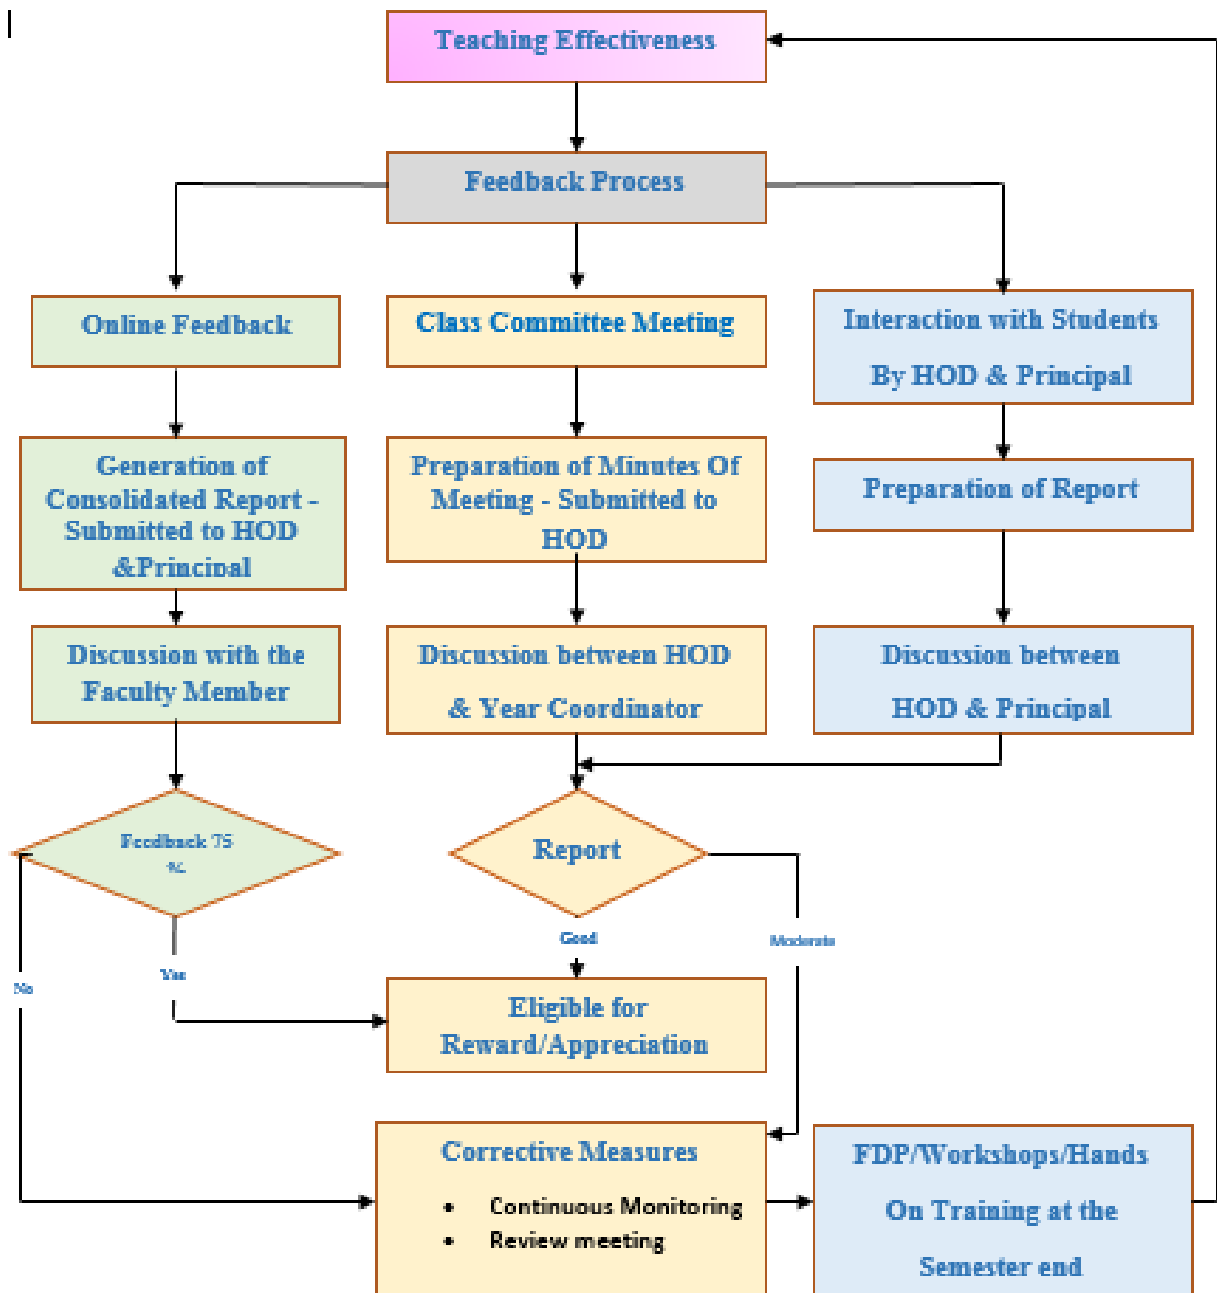 Teaching Effectiveness
Feedback Process
Online Feedback
Class Committee Meeting
Interaction with Students
By HOD & Principal
Generation of
Consolidated Report -
Submitted to HOD
&Principal
Preparation of Minutes Of
Meeting - Submitted to
HOD
Preparation of Report
Discussion with the
Faculty Member
Discussion between HOD
& Year Coordinator
Discussion between
HOD & Principal
Feedback 75
%
Report
Good
Moderate
Yes
No
Eligible for
Reward/Appreciation
Corrective Measures
• Continuous Monitoring
• Review meeting
FDP/Workshops/Hands
On Training at the
Semester end